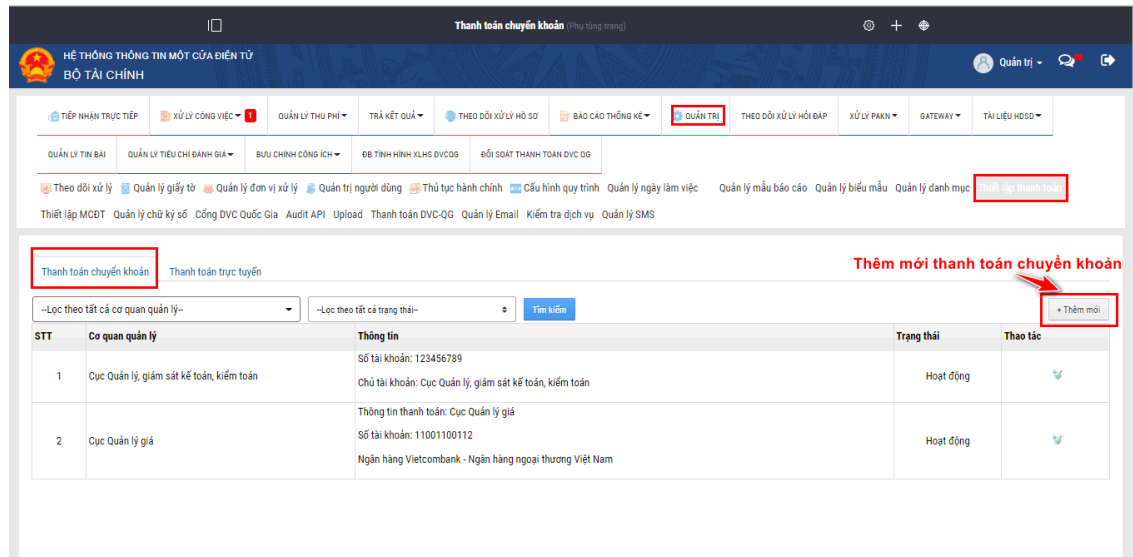 Thanh toán chuyển khoản (Phụ tùng trang)
HỆ THỐNG THÔNG TIN MỘT CỬA ĐIỆN TỬ
BỘ TÀI CHÍNH
Quản trị
TIẾP NHẬN TRỰC TIẾP XỬ LÝ CÔNG VIỆC 1 QUẢN LÝ THU PHÍ TRẢ KẾT QUẢ THEO DÕI XỬ LÝ HỒ SƠ BÁO CÁO THỐNG KÊ QUẢN TRỊ THEO DÕI XỬ LÝ HỎI ĐÁP XỬ LÝ PAKN GATEWAY TÀI LIỆU HDSD
QUẢN LÝ TIN BÀI QUẢN LÝ TIÊU CHÍ ĐÁNH GIÁ BƯU CHÍNH CÔNG ÍCH ĐB TÌNH HÌNH XLHS DVCQG ĐỐI SOÁT THANH TOÁN DVC QG
Theo dõi xử lý Quản lý giấy tờ Quản lý đơn vị xử lý Quản trị người dùng Thủ tục hành chính Cấu hình quy trình Quản lý ngày làm việc Quản lý mẫu báo cáo Quản lý biểu mẫu Quản lý danh mục Thiết lập thanh toán
Thiết lập MCĐT Quản lý chữ ký số Cổng DVC Quốc Gia Audit API Upload Thanh toán DVC-QG Quản lý Email Kiểm tra dịch vụ Quản lý SMS
Thanh toán chuyển khoản Thanh toán trực tuyến
Thêm mới thanh toán chuyển khoản
--Lọc theo tất cả cơ quan quản lý-- --Lọc theo tất cả trạng thái-- Tìm kiếm + Thêm mới
STT Cơ quan quản lý Thông tin Trạng thái Thao tác
Số tài khoản: 123456789
1 Cục Quản lý, giám sát kế toán, kiểm toán Hoạt động
Chủ tài khoản: Cục Quản lý, giám sát kế toán, kiểm toán
Thông tin thanh toán: Cục Quản lý giá
2 Cục Quản lý giá Số tài khoản: 11001100112 Hoạt động
Ngân hàng Vietcombank - Ngân hàng ngoại thương Việt Nam